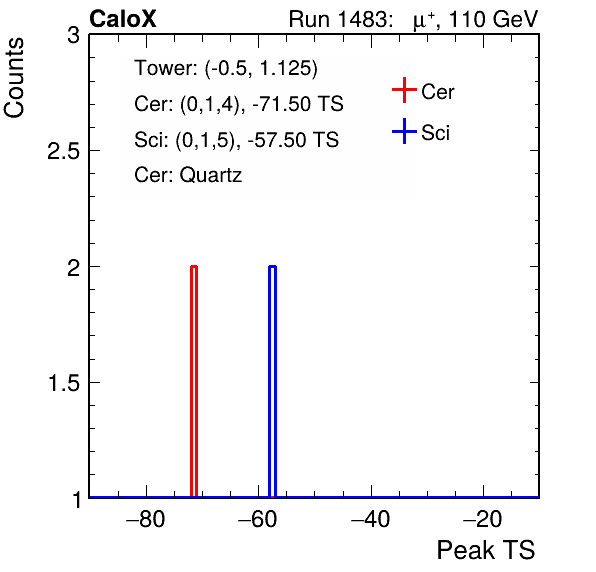 CaloX Run 1483: μ⁺, 110 GeV
Counts
3
2.5
2
1.5
1
Tower: (-0.5, 1.125)
Cer: (0,1,4), -71.50 TS
Sci: (0,1,5), -57.50 TS
Cer: Quartz
Cer
Sci
−80 −60 −40 −20
Peak TS